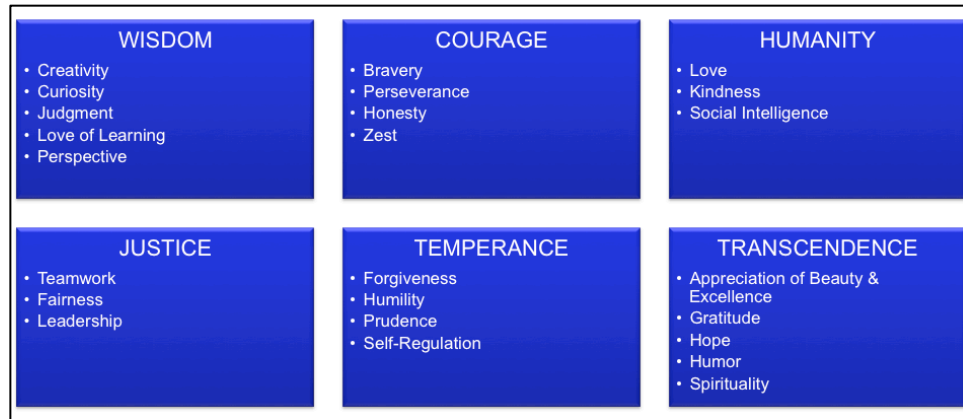 WISDOM
• Creativity
• Curiosity
• Judgment
• Love of Learning
• Perspective
COURAGE
• Bravery
• Perseverance
• Honesty
• Zest
HUMANITY
• Love
• Kindness
• Social Intelligence
JUSTICE
• Teamwork
• Fairness
• Leadership
TEMPERANCE
• Forgiveness
• Humility
• Prudence
• Self-Regulation
TRANSCENDENCE
• Appreciation of Beauty &
Excellence
• Gratitude
• Hope
• Humor
• Spirituality